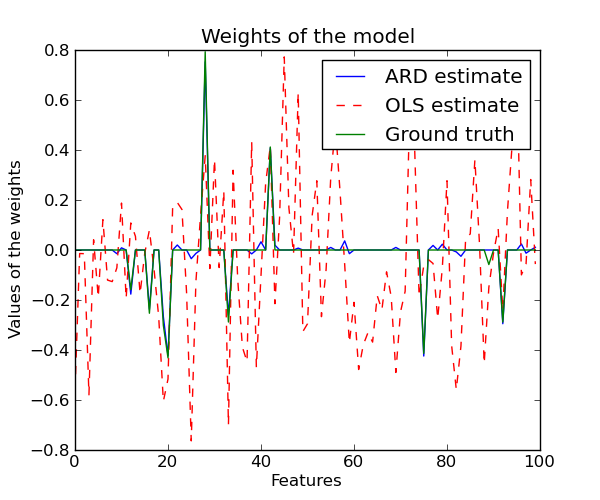 Weights of the model
ARD estimate
OLS estimate
Ground truth
Values of the weights
0.8
0.6
0.4
0.2
0.0
−0.2
−0.4
−0.6
−0.8
0 20 40 60 80 100
Features